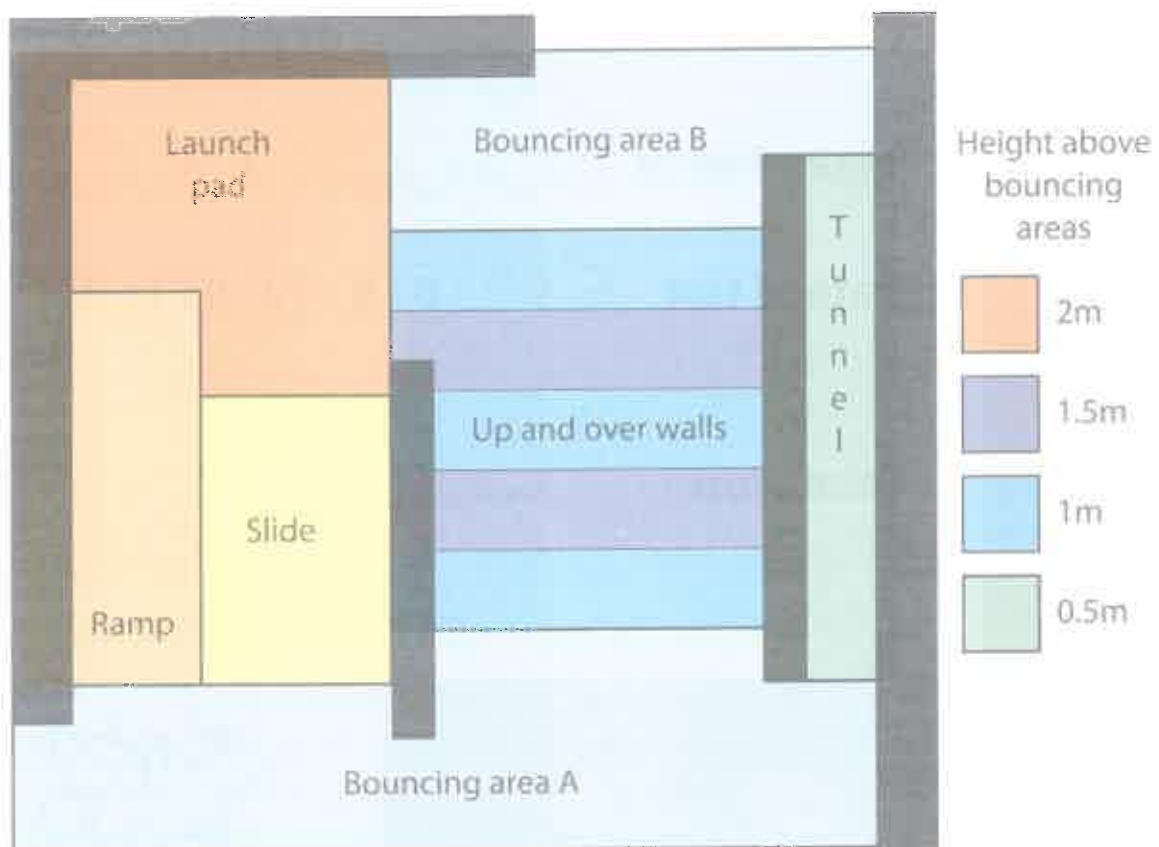 Launch
pad
Bouncing area B
Tunnel
Up and over walls
Slide
Ramp
Bouncing area A
Height above
bouncing
areas
2m
1.5m
1m
0.5m